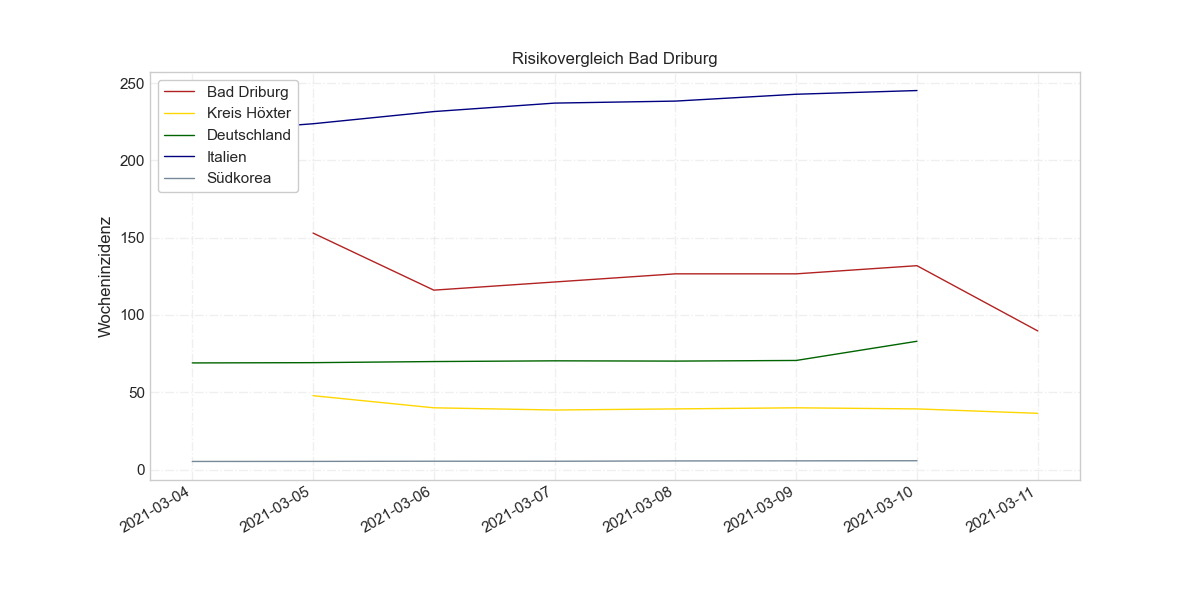 Risikovergleich Bad Driburg
Wocheninzidenz
250
200
150
100
50
0
Bad Driburg
Kreis Höxter
Deutschland
Italien
Südkorea
2021-03-04
2021-03-05
2021-03-06
2021-03-07
2021-03-08
2021-03-09
2021-03-10
2021-03-11